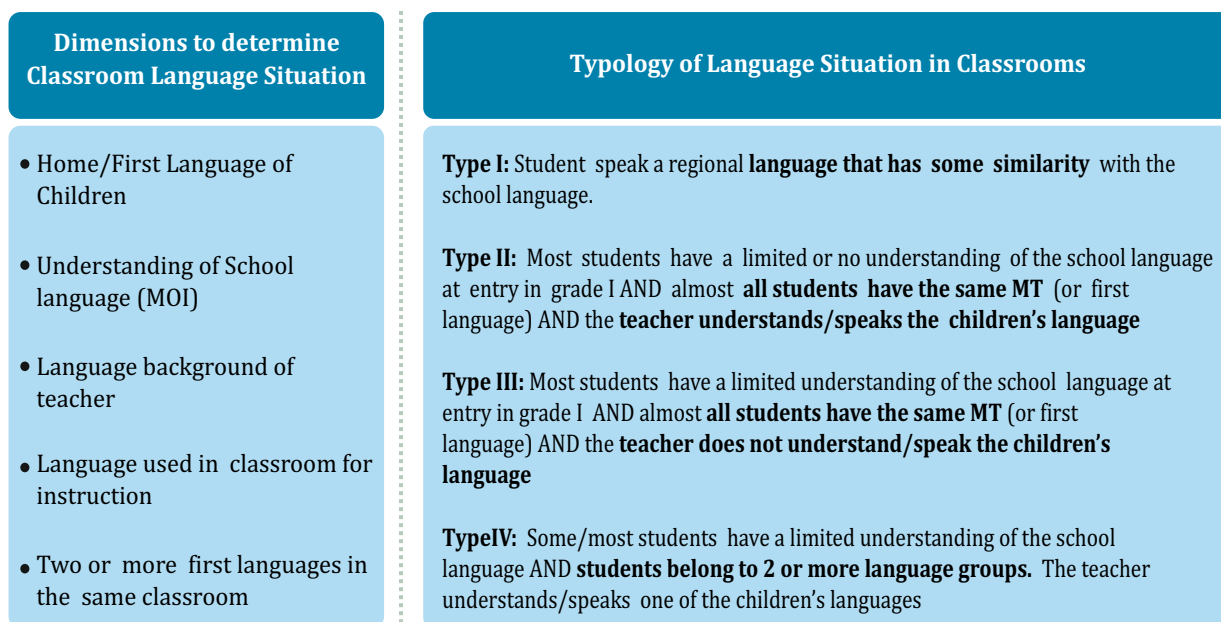 Dimensions to determine
Classroom Language Situation
• Home/First Language of
Children
• Understanding of School
language (MOI)
• Language background of
teacher
• Language used in classroom for
instruction
• Two or more first languages in
the same classroom
Typology of Language Situation in Classrooms
Type I: Student speak a regional language that has some similarity with the
school language.
Type II: Most students have a limited or no understanding of the school language
at entry in grade I AND almost all students have the same MT (or first
language) AND the teacher understands/speaks the children's language
Type III: Most students have a limited understanding of the school language at
entry in grade I AND almost all students have the same MT (or first
language) AND the teacher does not understand/speak the children's
language
TypeIV: Some/most students have a limited understanding of the school
language AND students belong to 2 or more language groups. The teacher
understands/speaks one of the children's languages